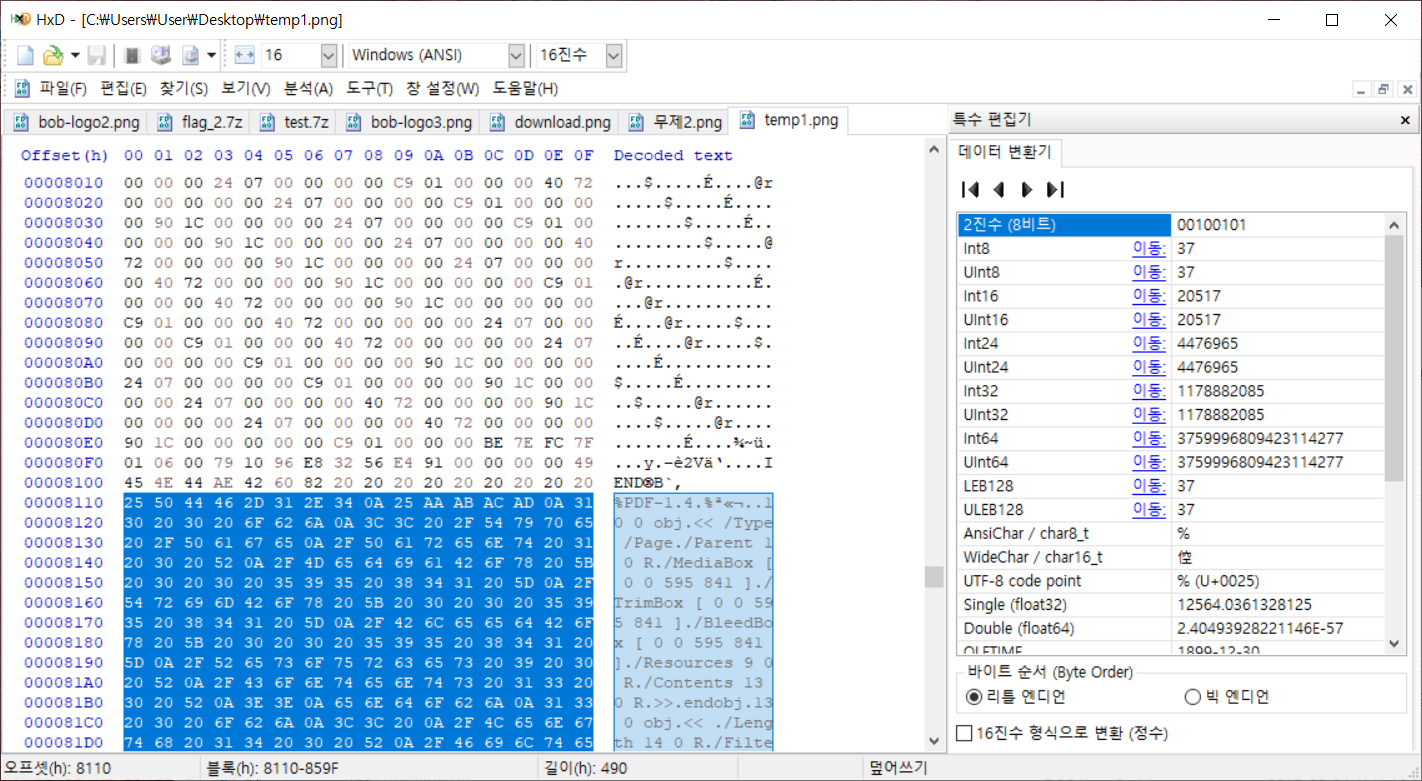 HxD - [C:₩Users₩User₩Desktop₩temp1.png]
16 Windows (ANSI) 16진수
파일(F) 편집(E) 찾기(S) 보기(V) 분석(A) 도구(T) 창 설정(W) 도움말(H)
bob-logo2.png flag_2.7z test.7z bob-logo3.png download.png 무제2.png temp1.png
Offset(h) 00 01 02 03 04 05 06 07 08 09 0A 0B 0C 0D 0E 0F Decoded text
00008010 00 00 00 24 07 00 00 00 00 C9 01 00 00 00 40 72 ...$.....É....@r
00008020 00 00 00 00 00 24 07 00 00 00 00 C9 01 00 00 00 .....$.....É....
00008030 00 90 1C 00 00 00 00 24 07 00 00 00 00 C9 01 00 .......$.....É..
00008040 00 00 00 90 1C 00 00 00 00 24 07 00 00 00 00 40 .........$.....@
00008050 72 00 00 00 00 90 1C 00 00 00 00 24 07 00 00 00 r..........$....
00008060 00 40 72 00 00 00 00 90 1C 00 00 00 00 00 C9 01 .@r...........É.
00008070 00 00 00 40 72 00 00 00 00 90 1C 00 00 00 00 00 ...@r...........
00008080 C9 01 00 00 00 40 72 00 00 00 00 00 24 07 00 00 É....@r.....$...
00008090 00 00 C9 01 00 00 00 40 72 00 00 00 00 00 24 07 ..É....@r.....$.
000080A0 00 00 00 00 C9 01 00 00 00 00 90 1C 00 00 00 00 ....É...........
000080B0 24 07 00 00 00 00 C9 01 00 00 00 00 90 1C 00 00 $.....É.........
000080C0 00 00 24 07 00 00 00 00 40 72 00 00 00 00 90 1C ..$.....@r......
000080D0 00 00 00 00 24 07 00 00 00 00 40 72 00 00 00 00 ....$.....@r....
000080E0 90 1C 00 00 00 00 00 C9 01 00 00 00 BE 7E FC 7F .......É....¾~ü.
000080F0 01 06 00 79 10 96 E8 32 56 E4 91 00 00 00 00 49 ...y.–è2Vä‘....I
00008100 45 4E 44 AE 42 60 82 20 20 20 20 20 20 20 20 20 END®B`‚
00008110 25 50 44 46 2D 31 2E 34 0A 25 AA AB AC AD 0A 31 %PDF-1.4.%ª«¬..1
00008120 30 20 30 20 6F 62 6A 0A 3C 3C 20 2F 54 79 70 65 0 0 obj.<< /Type
00008130 20 2F 50 61 67 65 0A 2F 50 61 72 65 6E 74 20 31 /Page./Parent 1
00008140 20 30 20 52 0A 2F 4D 65 64 69 61 42 6F 78 20 5B 0 R./MediaBox [
00008150 20 30 20 30 20 35 39 35 20 38 34 31 20 5D 0A 2F 0 0 595 841 ]./
00008160 54 72 69 6D 42 6F 78 20 5B 20 30 20 30 20 35 39 TrimBox [ 0 0 59
00008170 35 20 38 34 31 20 5D 0A 2F 42 6C 65 65 64 42 6F 5 841 ]./BleedBo
00008180 78 20 5B 20 30 20 30 20 35 39 35 20 38 34 31 20 x [ 0 0 595 841
00008190 5D 0A 2F 52 65 73 6F 75 72 63 65 73 20 39 20 30 ]./Resources 9 0
000081A0 20 52 0A 2F 43 6F 6E 74 65 6E 74 73 20 31 33 20 R./Contents 13
000081B0 30 20 52 0A 3E 3E 0A 65 6E 64 6F 62 6A 0A 31 33 0 R.>>.endobj.13
000081C0 20 30 20 6F 62 6A 0A 3C 3C 20 0A 2F 4C 65 6E 67 0 obj.<< ./Leng
000081D0 74 68 20 31 34 20 30 20 52 0A 2F 46 69 6C 74 65 th 14 0 R./Filte
특수 편집기
데이터 변환기
2진수 (8비트) 00100101
Int8 이동: 37
UInt8 이동: 37
Int16 이동: 20517
UInt16 이동: 20517
Int24 이동: 4476965
UInt24 이동: 4476965
Int32 이동: 1178882085
UInt32 이동: 1178882085
Int64 이동: 3759996809423114277
UInt64 이동: 3759996809423114277
LEB128 이동: 37
ULEB128 이동: 37
AnsiChar / char8_t %
WideChar / char16_t 倥
UTF-8 code point % (U+0025)
Single (float32) 12564.0361328125
Double (float64) 2.40493928221146E-57
OLETIME 1899-12-30
바이트 순서 (Byte Order)
리틀 엔디언 빅 엔디언
16진수 형식으로 변환 (정수)
오프셋(h): 8110 블록(h): 8110-859F 길이(h): 490 덮어쓰기